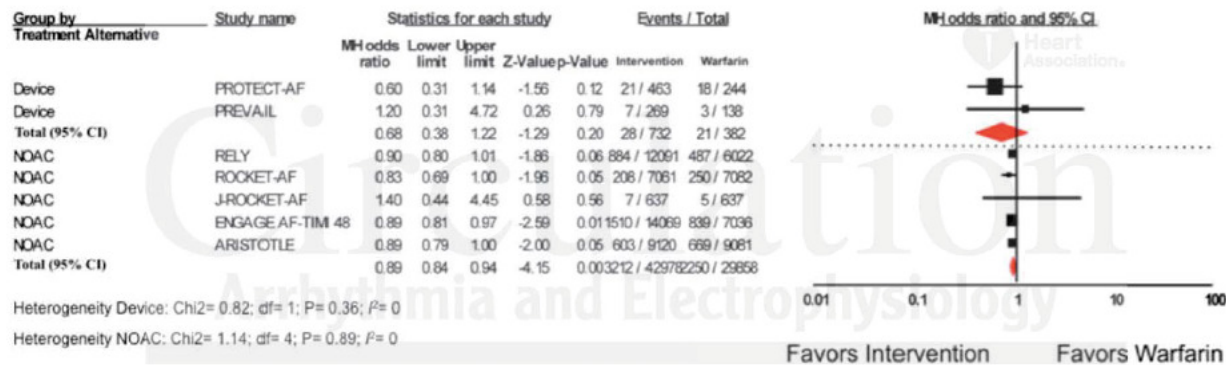 Group by Study name Statistics for each study Events / Total MH odds ratio and 95% CI
Treatment Alternative
MH odds ratio Lower limit Upper limit Z-Value p-Value Intervention Warfarin
Heart Association®
Device PROTECT-AF 0.60 0.31 1.14 -1.56 0.12 21 / 463 18 / 244
Device PREVAIL 1.20 0.31 4.72 0.26 0.79 7 / 269 3 / 138
Total (95% CI) 0.68 0.38 1.22 -1.29 0.20 28 / 732 21 / 382
NOAC RELY 0.90 0.80 1.01 -1.86 0.06 884 / 12091 487 / 6022
NOAC ROCKET-AF 0.83 0.69 1.00 -1.96 0.05 208 / 7061 250 / 7082
NOAC J-ROCKET-AF 1.40 0.44 4.45 0.58 0.56 7 / 637 5 / 637
NOAC ENGAGE AF-TIMI 48 0.89 0.81 0.97 -2.59 0.01 1510 / 14069 839 / 7036
NOAC ARISTOTLE 0.89 0.79 1.00 -2.00 0.05 603 / 9120 669 / 9081
Total (95% CI) 0.89 0.84 0.94 -4.15 0.00 3212 / 42978 2250 / 29858
Circulation
Arrhythmia and Electrophysiology
0.01 0.1 1 10 100
Heterogeneity Device: Chi2= 0.82; df= 1; P= 0.36; I²= 0
Heterogeneity NOAC: Chi2= 1.14; df= 4; P= 0.89; I²= 0
Favors Intervention Favors Warfarin